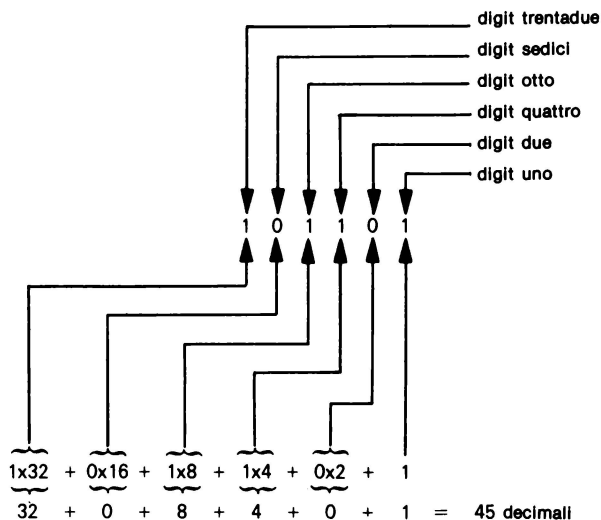 digit trentadue
digit sedici
digit otto
digit quattro
digit due
digit uno
1 0 1 1 0 1
1x32 + 0x16 + 1x8 + 1x4 + 0x2 + 1
32 + 0 + 8 + 4 + 0 + 1 = 45 decimali